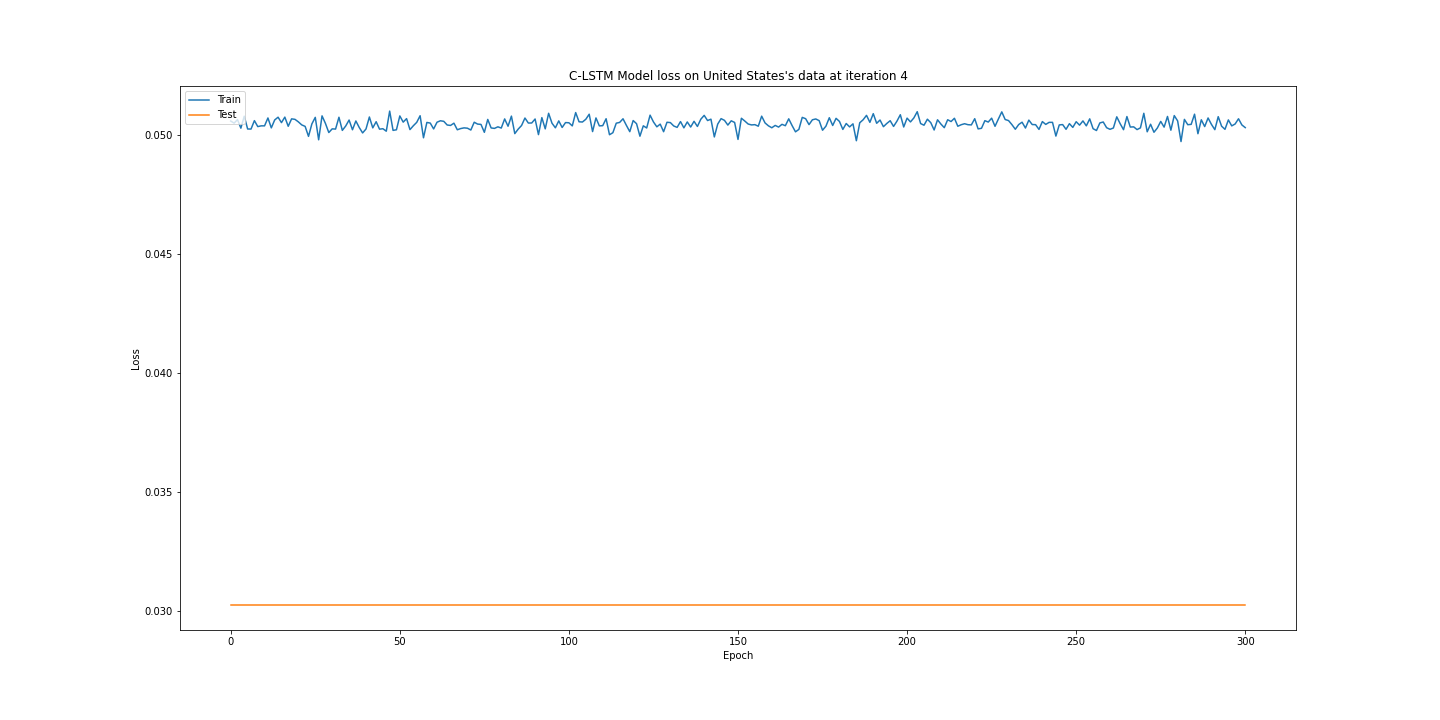 C-LSTM Model loss on United States's data at iteration 4
Train
Test
0.050
0.045
0.040
0.035
0.030
Loss
0 50 100 150 200 250 300
Epoch